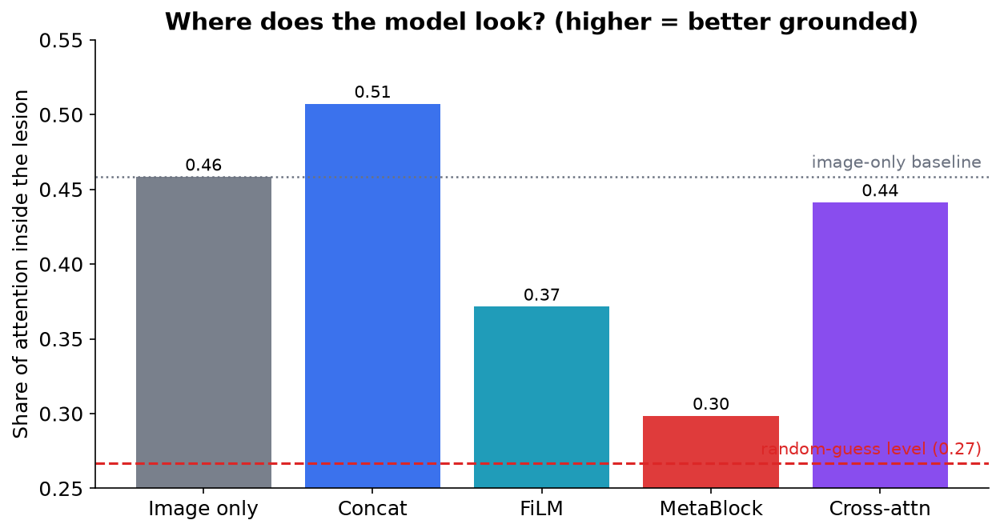 Where does the model look? (higher = better grounded)
Share of attention inside the lesion
0.55
0.50
0.45
0.40
0.35
0.30
0.25
0.46
0.51
0.37
0.30
0.44
image-only baseline
random-guess level (0.27)
Image only
Concat
FiLM
MetaBlock
Cross-attn